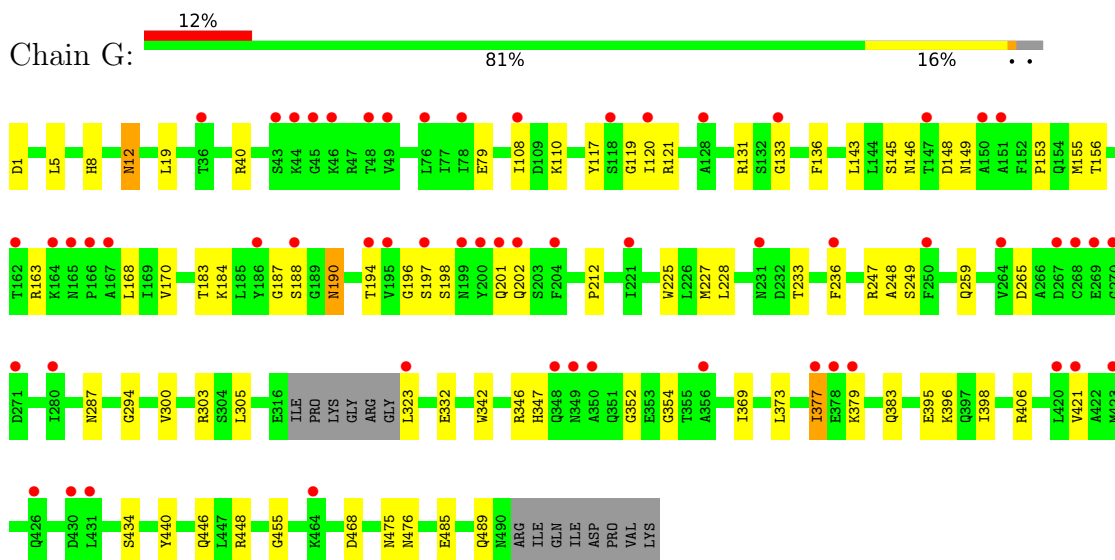 12%
Chain G:
81% 16% • •
D1 L5 H8 N12 L19 T36 R40 S43 K44 G45 K46 R47 T48 V49 L76 I77 I78 E79 I108 D109 K110 Y117 S118 G119 I120 R121 A128 R131 S132 G133 F136 L143 L144 S145 N146 T147 D148 N149 A150 A151 F152 P153 Q154 M155 T156
T162 R163 K164 N165 P166 A167 L168 I169 V170 T183 K184 L185 Y186 G187 S188 G189 N190 T194 V195 G196 S197 S198 N199 Y200 Q201 Q202 S203 F204 P212 I221 W225 L226 M227 L228 N231 D232 T233 F236 R247 A248 S249 F250 Q259 V264 D265 A266 D267 C268 E269
D271 I280 N287 G294 V300 R303 S304 L305 E316 ILE PRO LYS GLY ARG GLY L323 E332 W342 R346 H347 Q348 N349 A350 Q351 G352 E353 G354 T355 A356 I369 L373 I377 E378 K379 Q383 E395 K396 Q397 I398 R406 L420 V421 A422
Q426 D430 L431 S434 Y440 Q446 L447 R448 G455 K464 D468 N475 N476 E485 Q489 N490 ARG ILE GLN ILE ASP PRO VAL LYS